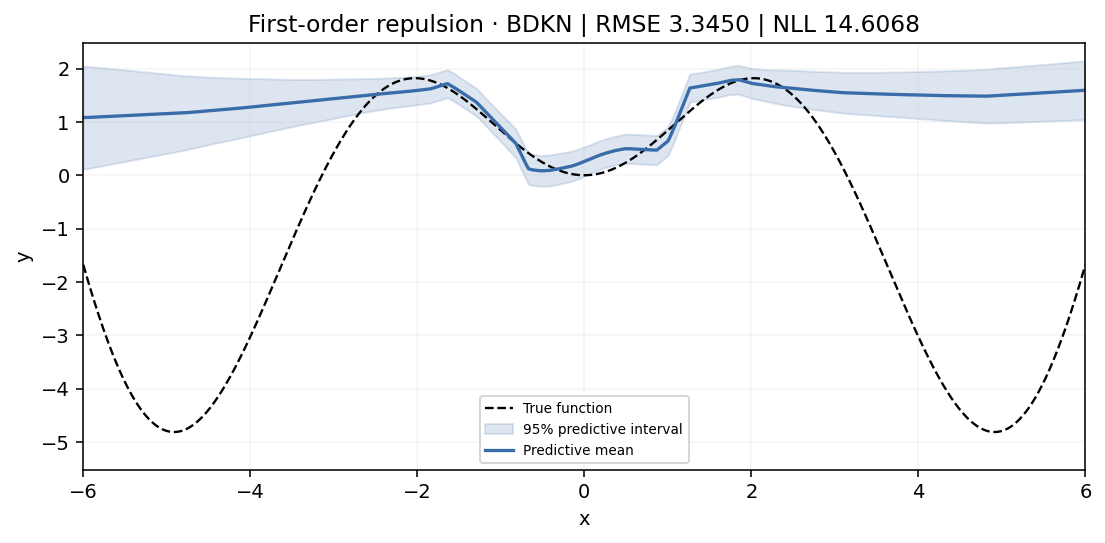 First-order repulsion · BDKN | RMSE 3.3450 | NLL 14.6068
y
2
1
0
−1
−2
−3
−4
−5
True function
95% predictive interval
Predictive mean
−6
−4
−2
0
2
4
6
x